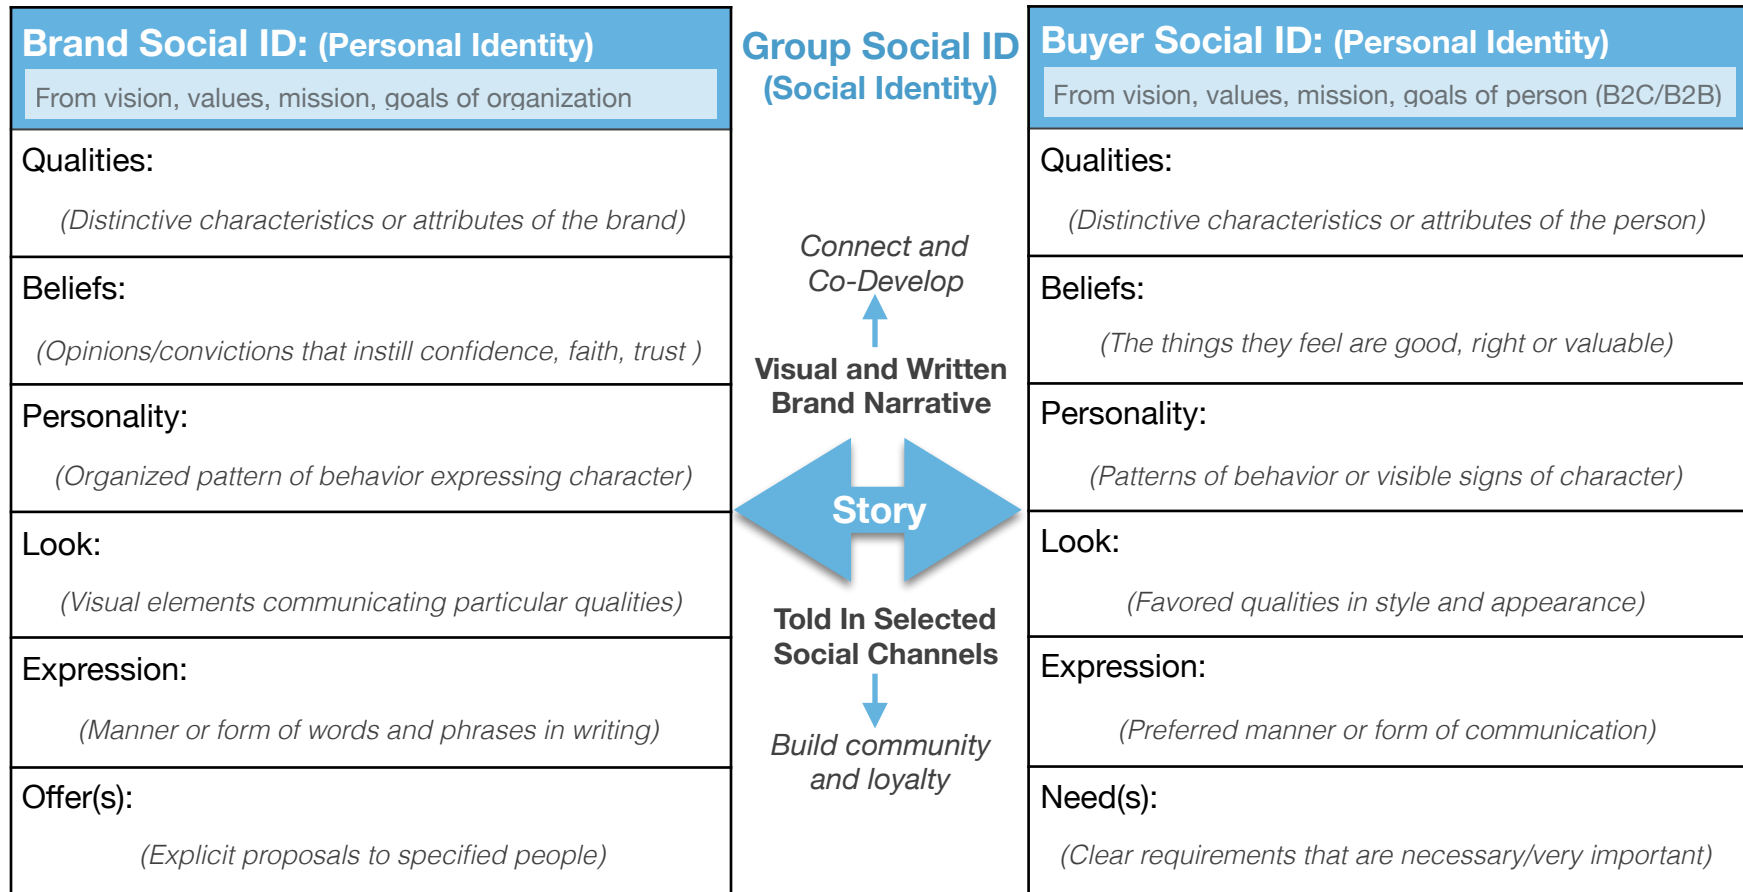 Brand Social ID: (Personal Identity)
From vision, values, mission, goals of organization
Qualities:
(Distinctive characteristics or attributes of the brand)
Beliefs:
(Opinions/convictions that instill confidence, faith, trust )
Personality:
(Organized pattern of behavior expressing character)
Look:
(Visual elements communicating particular qualities)
Expression:
(Manner or form of words and phrases in writing)
Offer(s):
(Explicit proposals to specified people)
Group Social ID
(Social Identity)
Connect and
Co-Develop
Visual and Written
Brand Narrative
Story
Told In Selected
Social Channels
Build community
and loyalty
Buyer Social ID: (Personal Identity)
From vision, values, mission, goals of person (B2C/B2B)
Qualities:
(Distinctive characteristics or attributes of the person)
Beliefs:
(The things they feel are good, right or valuable)
Personality:
(Patterns of behavior or visible signs of character)
Look:
(Favored qualities in style and appearance)
Expression:
(Preferred manner or form of communication)
Need(s):
(Clear requirements that are necessary/very important)